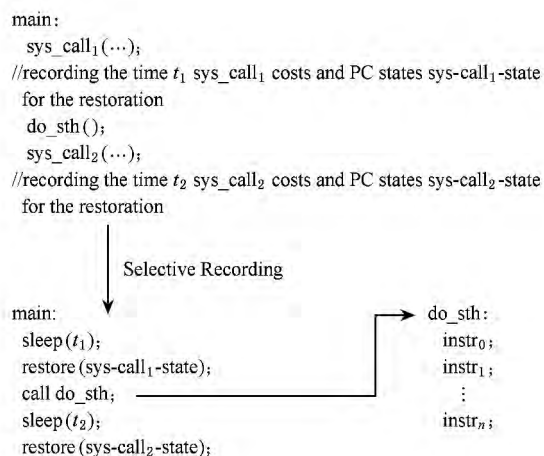 main:
sys_call₁(⋯);
//recording the time t₁ sys_call₁ costs and PC states sys-call₁-state
for the restoration
do_sth();
sys_call₂(⋯);
//recording the time t₂ sys_call₂ costs and PC states sys-call₂-state
for the restoration
Selective Recording
main:
sleep(t₁);
restore(sys-call₁-state);
call do_sth;
sleep(t₂);
restore(sys-call₂-state);
do_sth:
instr₀;
instr₁;
⋮
instrₙ;